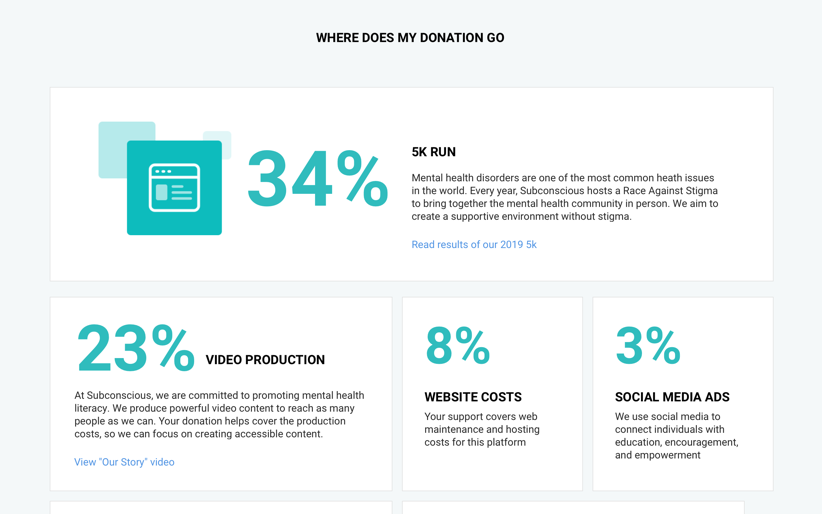 WHERE DOES MY DONATION GO
34%
5K RUN
Mental health disorders are one of the most common heath issues
in the world. Every year, Subconscious hosts a Race Against Stigma
to bring together the mental health community in person. We aim to
create a supportive environment without stigma.
Read results of our 2019 5k
23% VIDEO PRODUCTION
At Subconscious, we are committed to promoting mental health
literacy. We produce powerful video content to reach as many
people as we can. Your donation helps cover the production
costs, so we can focus on creating accessible content.
View "Our Story" video
8%
WEBSITE COSTS
Your support covers web
maintenance and hosting
costs for this platform
3%
SOCIAL MEDIA ADS
We use social media to
connect individuals with
education, encouragement,
and empowerment